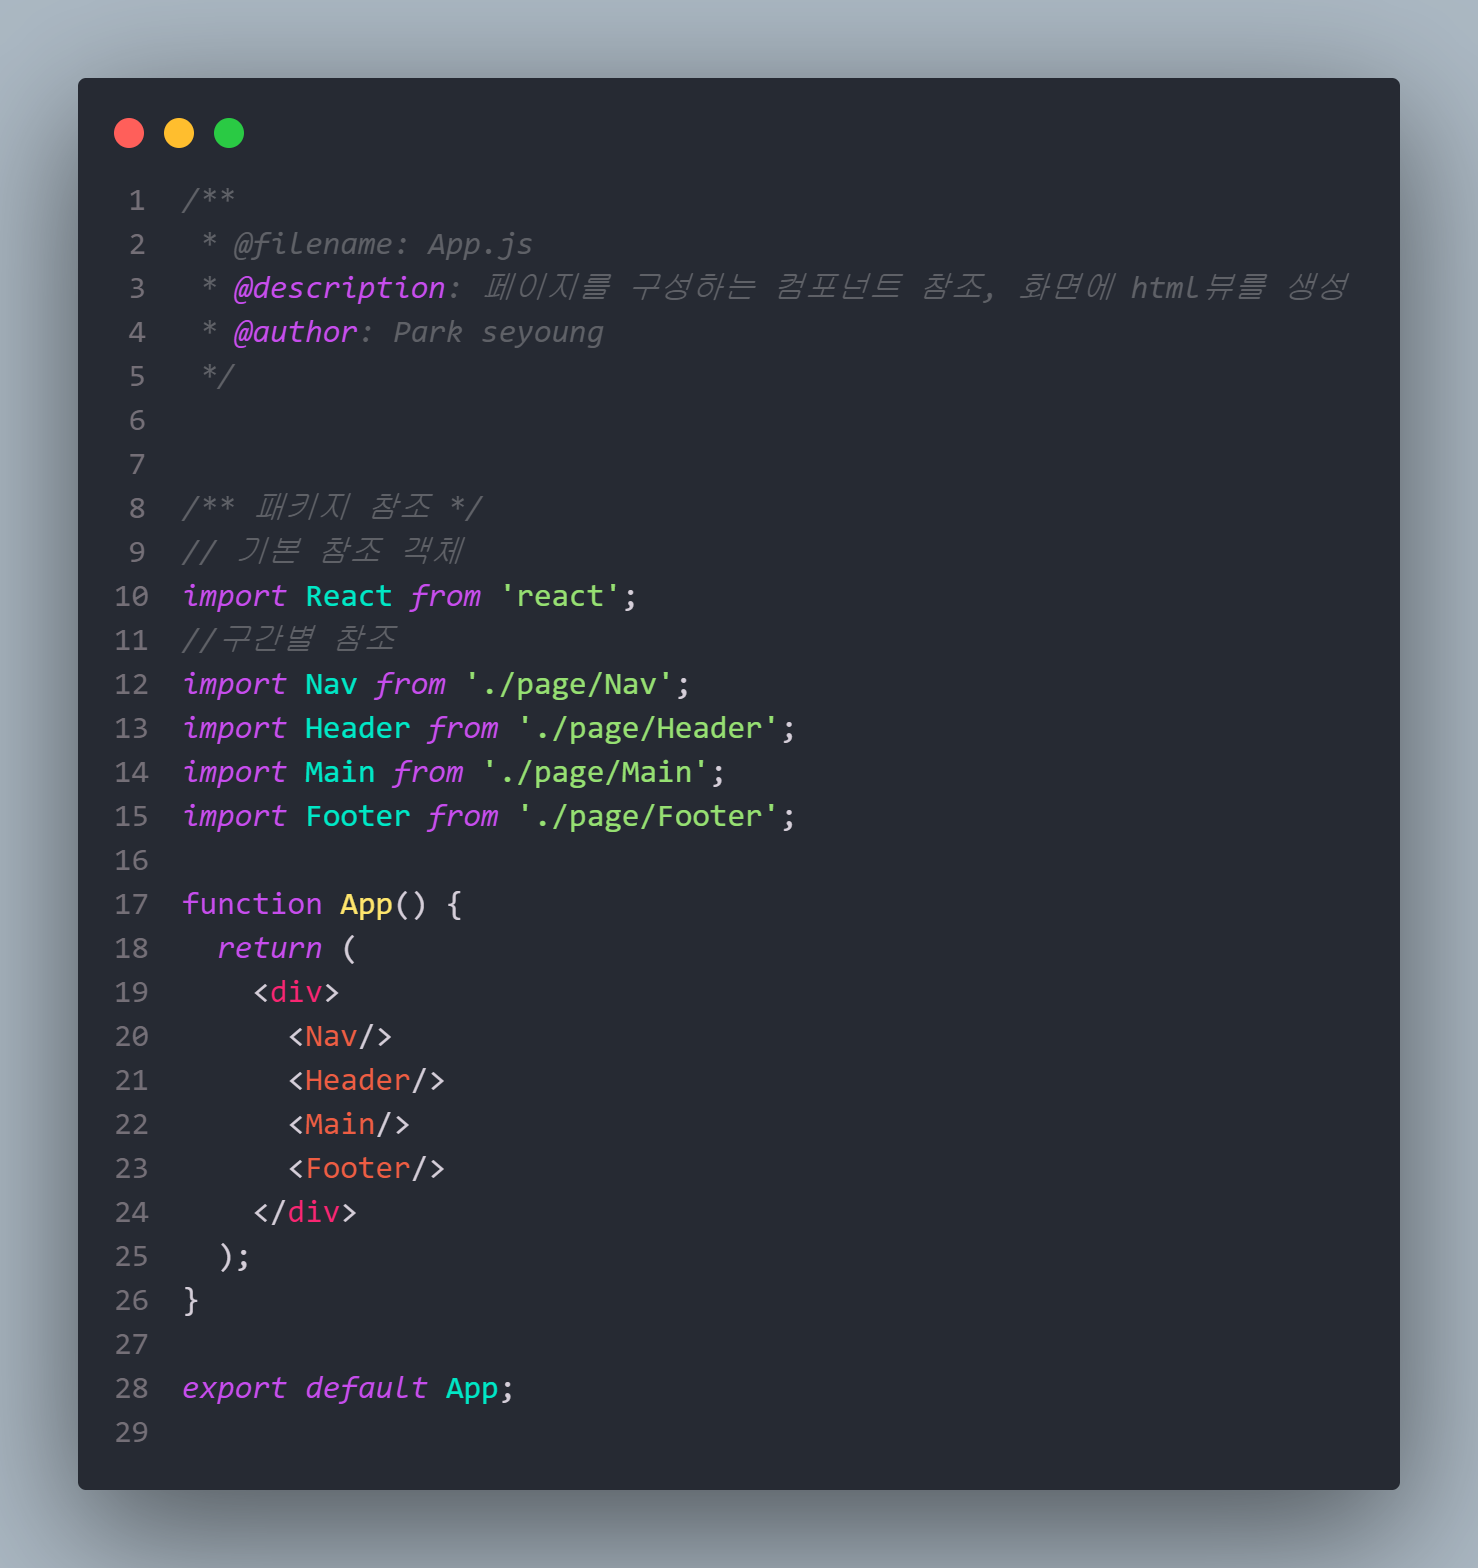 1 /**
2  * @filename: App.js
3  * @description: 페이지를 구성하는 컴포넌트 참조, 화면에 html뷰를 생성
4  * @author: Park seyoung
5  */
6
7
8 /** 패키지 참조 */
9 // 기본 참조 객체
10 import React from 'react';
11 //구간별 참조
12 import Nav from './page/Nav';
13 import Header from './page/Header';
14 import Main from './page/Main';
15 import Footer from './page/Footer';
16
17 function App() {
18   return (
19     <div>
20       <Nav/>
21       <Header/>
22       <Main/>
23       <Footer/>
24     </div>
25   );
26 }
27
28 export default App;
29